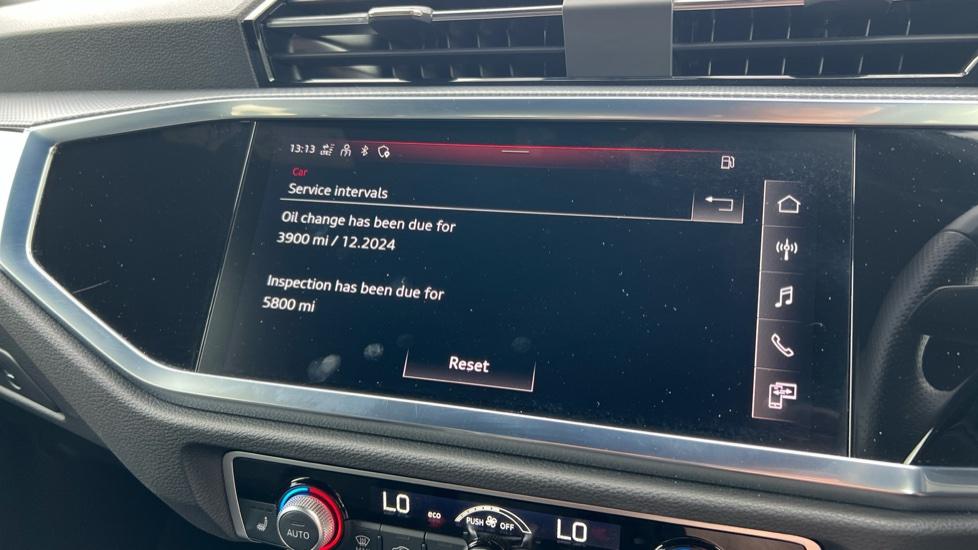 13:13
Car
Service intervals
Oil change has been due for
3900 mi / 12.2024
Inspection has been due for
5800 mi
Reset
LO
eco
PUSH OFF
LO
AUTO